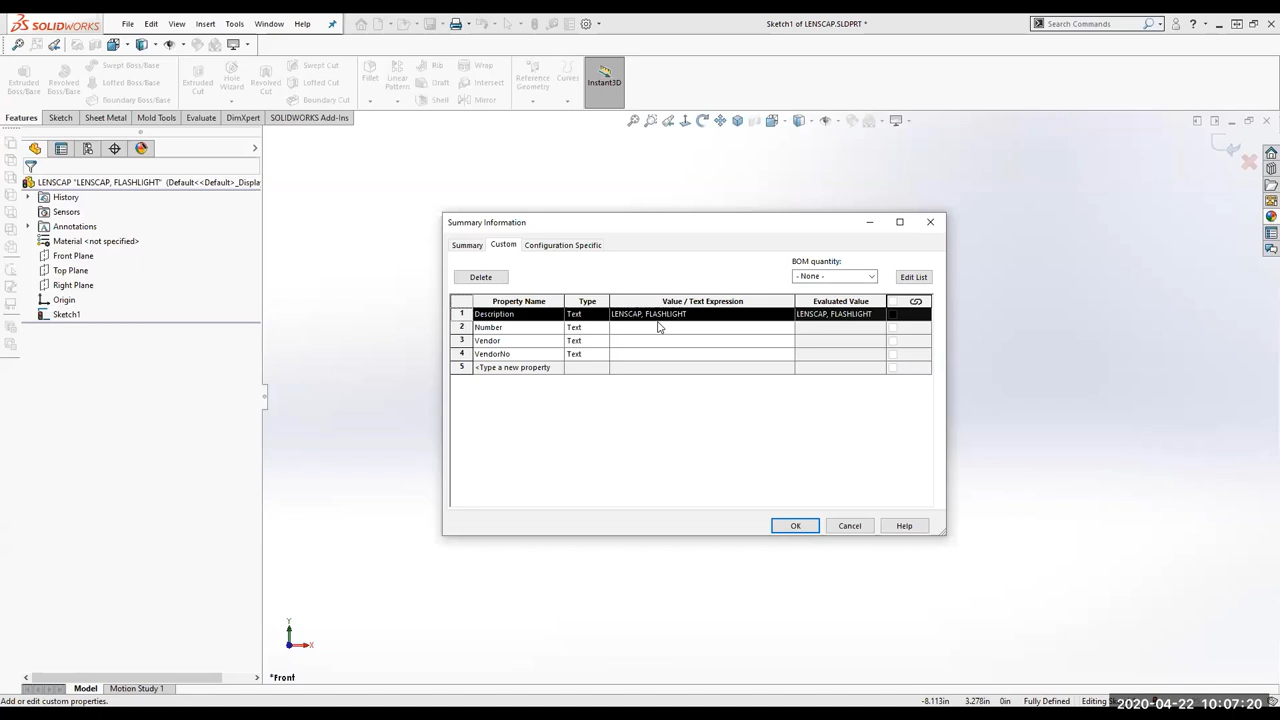 SOLIDWORKS File Edit View Insert Tools Window Help Sketch1 of LENSCAP.SLDPRT * Search Commands
Extruded Boss/Base Revolved Boss/Base Swept Boss/Base Lofted Boss/Base Boundary Boss/Base Extruded Cut Hole Wizard Revolved Cut Swept Cut Lofted Cut Boundary Cut Fillet Linear Pattern Rib Draft Shell Wrap Intersect Mirror Reference Geometry Curves Instant3D
Features Sketch Sheet Metal Mold Tools Evaluate DimXpert SOLIDWORKS Add-Ins
LENSCAP "LENSCAP, FLASHLIGHT" (Default<<Default>_Displa
History
Sensors
Annotations
Material <not specified>
Front Plane
Top Plane
Right Plane
Origin
Sketch1
Summary Information
Summary Custom Configuration Specific
BOM quantity:
Delete - None - Edit List
Property Name Type Value / Text Expression Evaluated Value
1 Description Text LENSCAP, FLASHLIGHT LENSCAP, FLASHLIGHT
2 Number Text
3 Vendor Text
4 VendorNo Text
5 <Type a new property
OK Cancel Help
Y
X
*Front
Model Motion Study 1
Add or edit custom properties. -8.113in 3.278in 0in Fully Defined Editing
2020-04-22 10:07:20